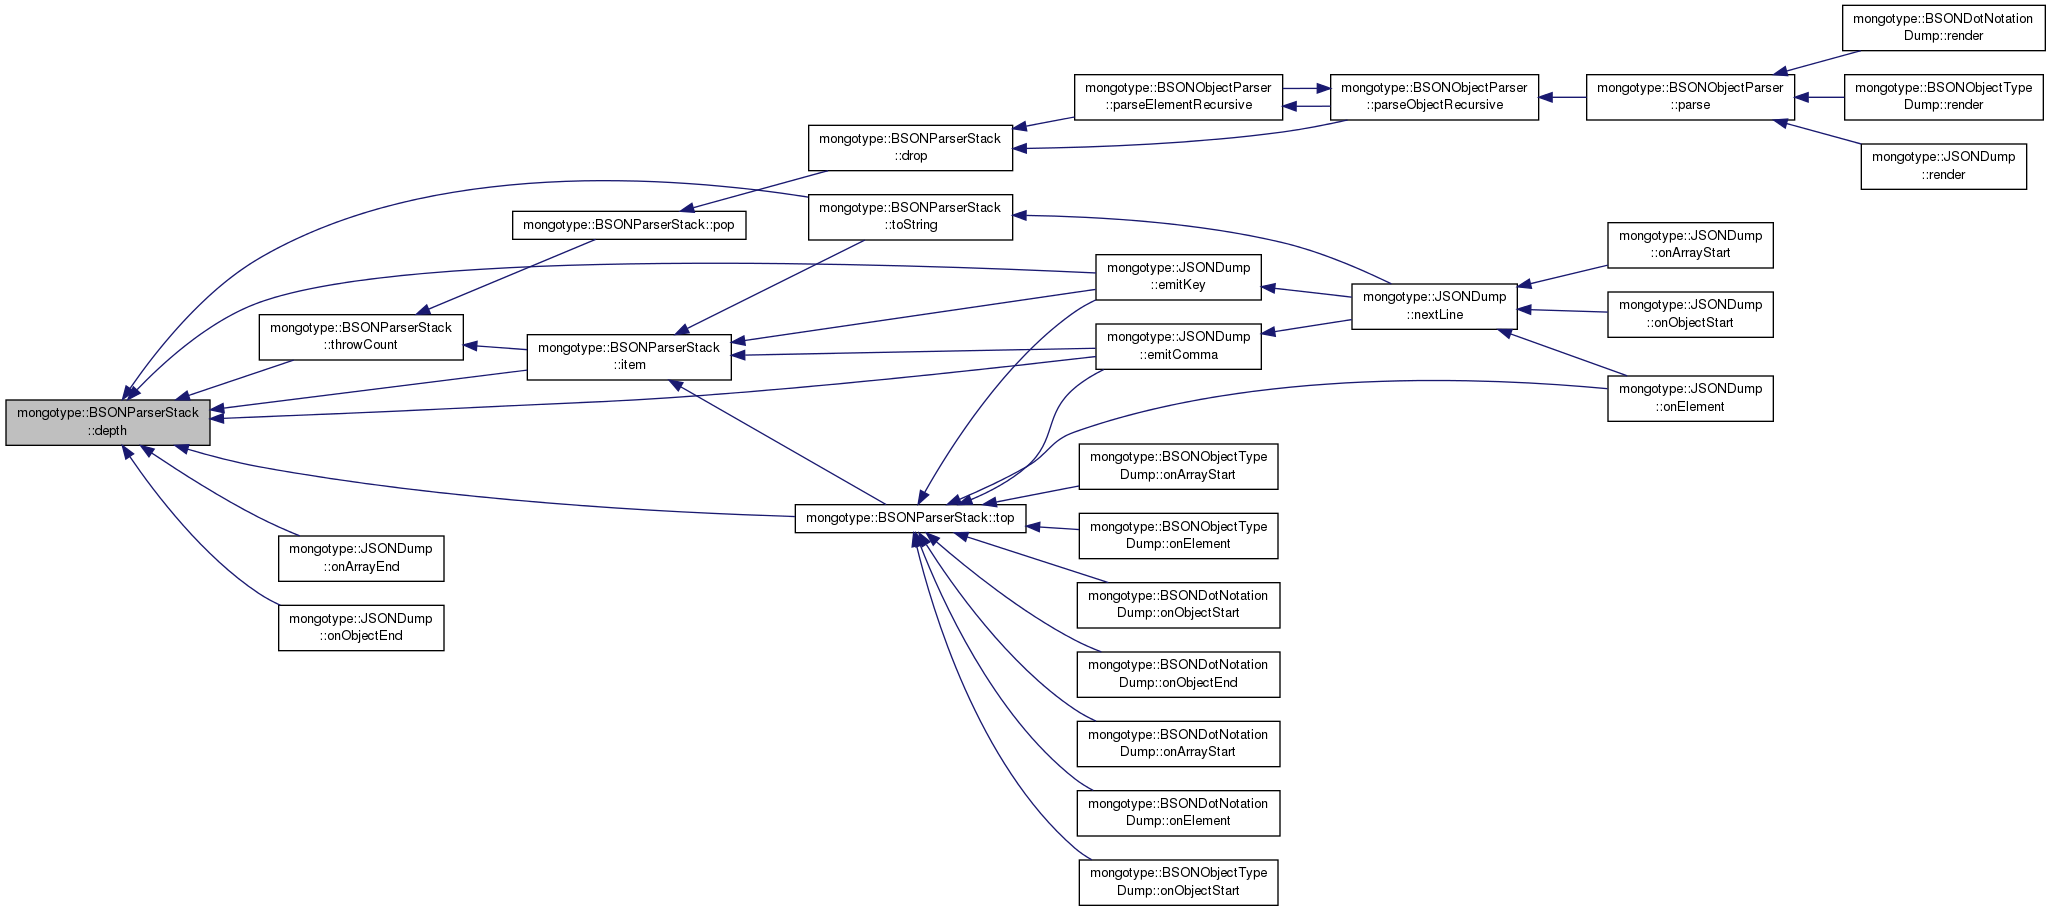 mongotype::BSONDotNotation
Dump::render
mongotype::BSONObjectParser
::parseElementRecursive
mongotype::BSONObjectParser
::parseObjectRecursive
mongotype::BSONObjectParser
::parse
mongotype::BSONObjectType
Dump::render
mongotype::BSONParserStack
::drop
mongotype::JSONDump
::render
mongotype::BSONParserStack::pop
mongotype::BSONParserStack
::toString
mongotype::JSONDump
::onArrayStart
mongotype::JSONDump
::emitKey
mongotype::JSONDump
::nextLine
mongotype::JSONDump
::onObjectStart
mongotype::BSONParserStack
::throwCount
mongotype::BSONParserStack
::item
mongotype::JSONDump
::emitComma
mongotype::JSONDump
::onElement
mongotype::BSONParserStack
::depth
mongotype::BSONObjectType
Dump::onArrayStart
mongotype::BSONParserStack::top
mongotype::BSONObjectType
Dump::onElement
mongotype::JSONDump
::onArrayEnd
mongotype::BSONDotNotation
Dump::onObjectStart
mongotype::JSONDump
::onObjectEnd
mongotype::BSONDotNotation
Dump::onObjectEnd
mongotype::BSONDotNotation
Dump::onArrayStart
mongotype::BSONDotNotation
Dump::onElement
mongotype::BSONObjectType
Dump::onObjectStart